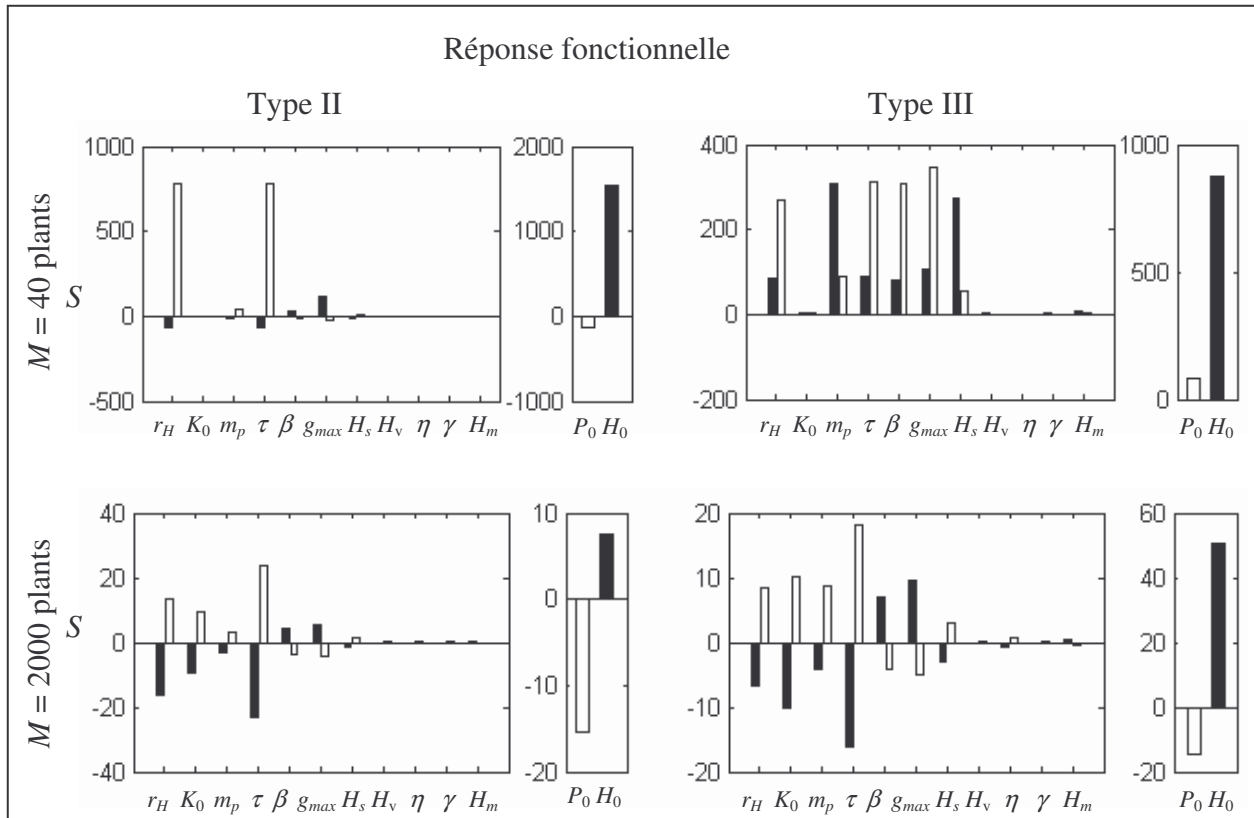 Réponse fonctionnelle
Type II
Type III
M = 40 plants
S
1000
500
0
-500
r_H K_0 m_p τ β g_max H_s H_v η γ H_m
2000
1000
0
-1000
P_0 H_0
400
200
0
-200
r_H K_0 m_p τ β g_max H_s H_v η γ H_m
1000
500
0
P_0 H_0
M = 2000 plants
S
40
20
0
-20
-40
r_H K_0 m_p τ β g_max H_s H_v η γ H_m
10
0
-10
-20
P_0 H_0
20
10
0
-10
-20
r_H K_0 m_p τ β g_max H_s H_v η γ H_m
60
40
20
0
-20
P_0 H_0